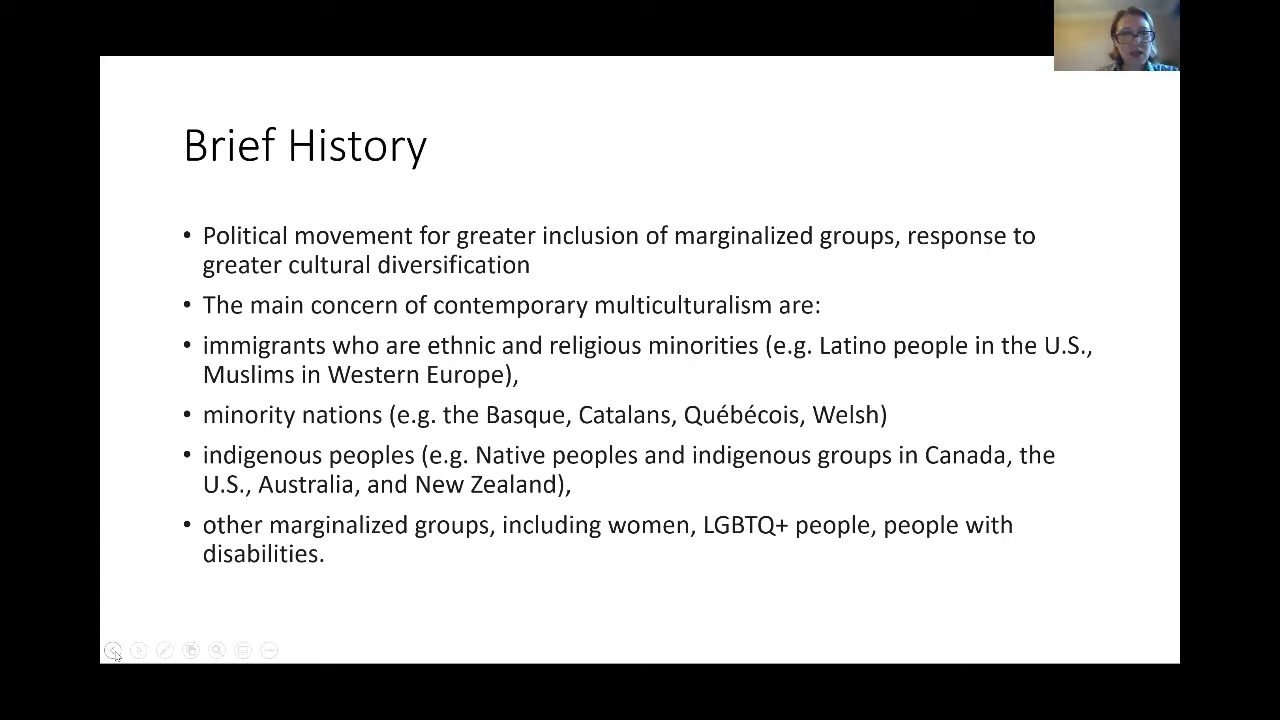 Brief History
• Political movement for greater inclusion of marginalized groups, response to
greater cultural diversification
• The main concern of contemporary multiculturalism are:
• immigrants who are ethnic and religious minorities (e.g. Latino people in the U.S.,
Muslims in Western Europe),
• minority nations (e.g. the Basque, Catalans, Québécois, Welsh)
• indigenous peoples (e.g. Native peoples and indigenous groups in Canada, the
U.S., Australia, and New Zealand),
• other marginalized groups, including women, LGBTQ+ people, people with
disabilities.